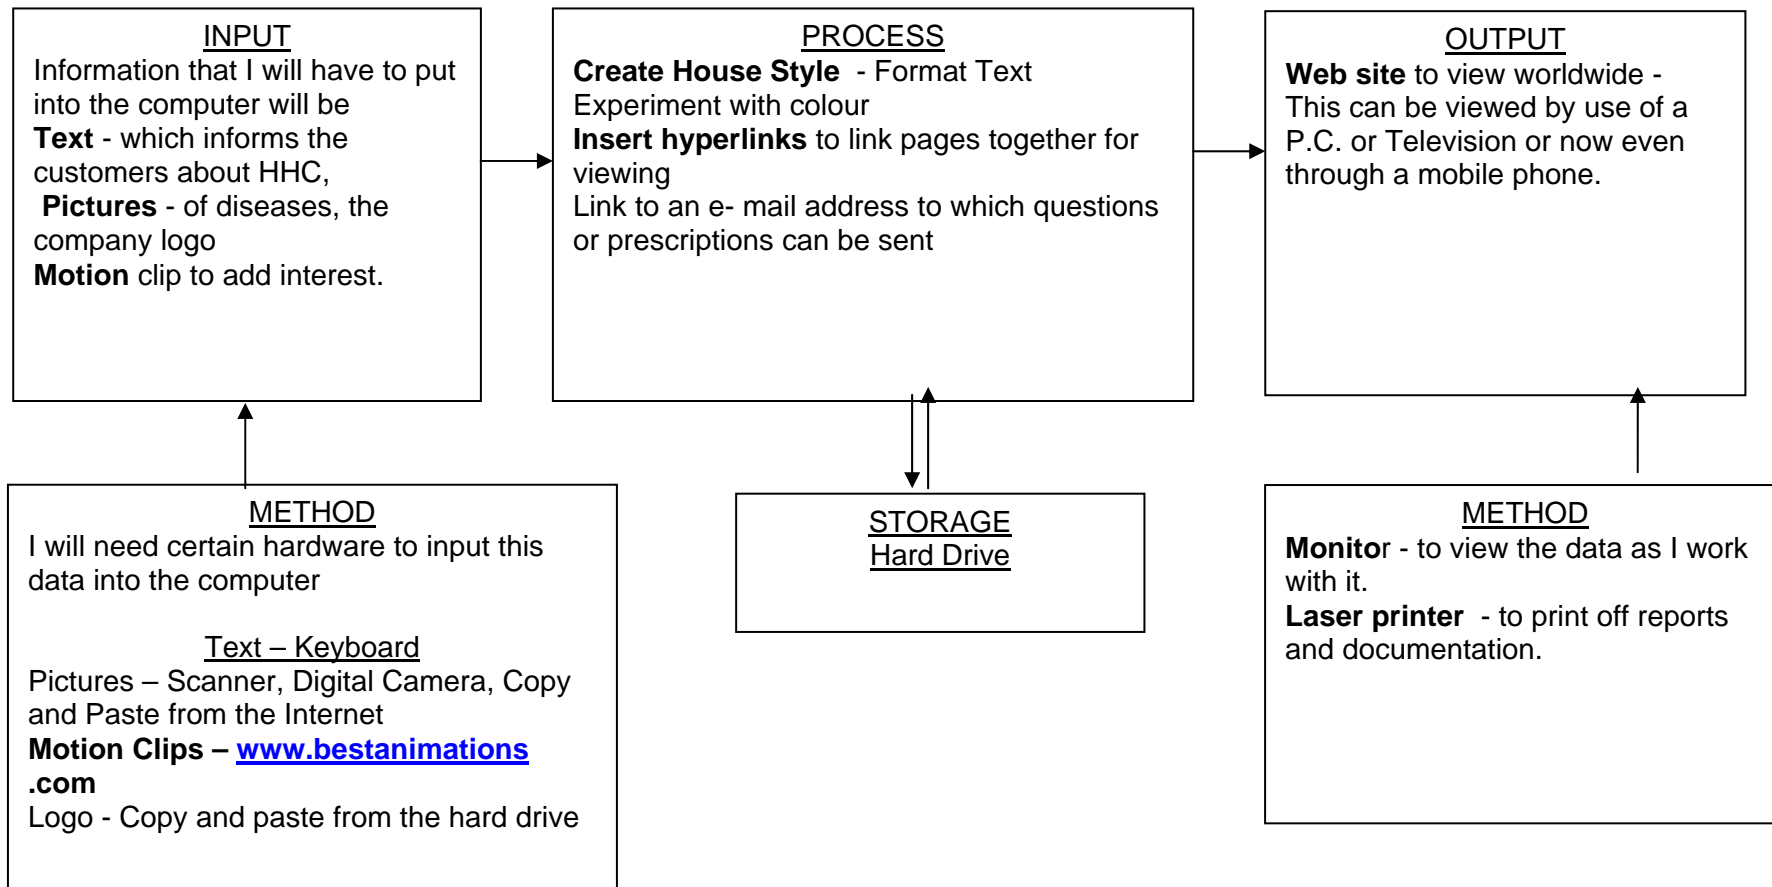 INPUT
Information that I will have to put
into the computer will be
Text - which informs the
customers about HHC,
Pictures - of diseases, the
company logo
Motion clip to add interest.
PROCESS
Create House Style - Format Text
Experiment with colour
Insert hyperlinks to link pages together for
viewing
Link to an e- mail address to which questions
or prescriptions can be sent
OUTPUT
Web site to view worldwide -
This can be viewed by use of a
P.C. or Television or now even
through a mobile phone.
METHOD
I will need certain hardware to input this
data into the computer
Text – Keyboard
Pictures – Scanner, Digital Camera, Copy
and Paste from the Internet
Motion Clips – www.bestanimations
.com
Logo - Copy and paste from the hard drive
STORAGE
Hard Drive
METHOD
Monitor - to view the data as I work
with it.
Laser printer - to print off reports
and documentation.